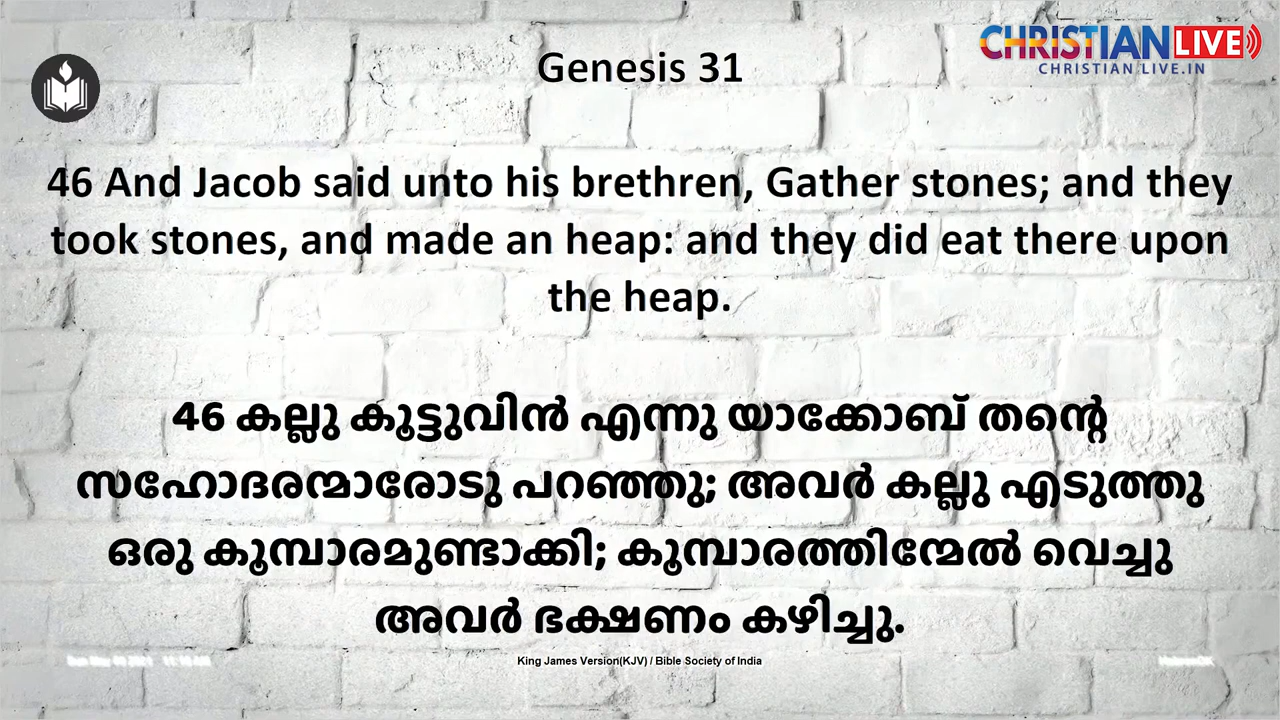 CHRISTIAN LIVE
CHRISTIAN LIVE.IN
Genesis 31
46 And Jacob said unto his brethren, Gather stones; and they
took stones, and made an heap: and they did eat there upon
the heap.
46 കല്ലു കൂട്ടുവിൻ എന്നു യാക്കോബ് തന്റെ
സഹോദരന്മാരോടു പറഞ്ഞു; അവർ കല്ലു എടുത്തു
ഒരു കൂമ്പാരമുണ്ടാക്കി; കൂമ്പാരത്തിന്മേൽ വെച്ചു
അവർ ഭക്ഷണം കഴിച്ചു.
King James Version(KJV) / Bible Society of India